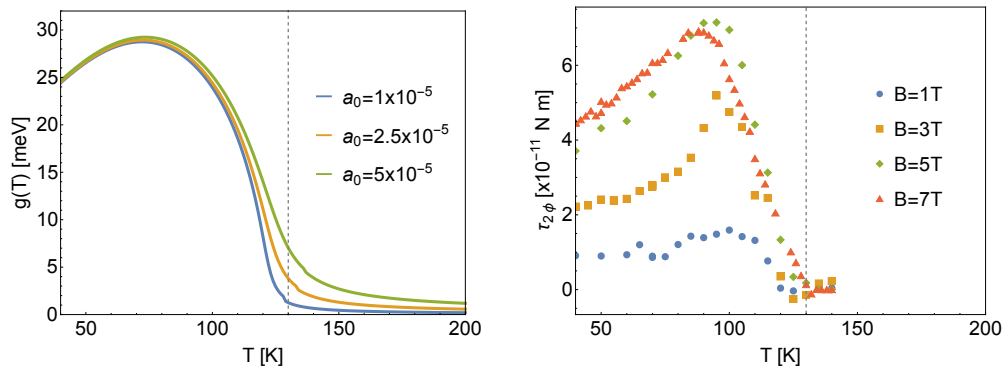 30
25
20
15
10
5
0
50
100
150
200
g(T) [meV]
T [K]
a₀=1x10⁻⁵
a₀=2.5x10⁻⁵
a₀=5x10⁻⁵
6
4
2
0
50
100
150
200
τ₂ᵩ [x10⁻¹¹ N m]
T [K]
B=1T
B=3T
B=5T
B=7T